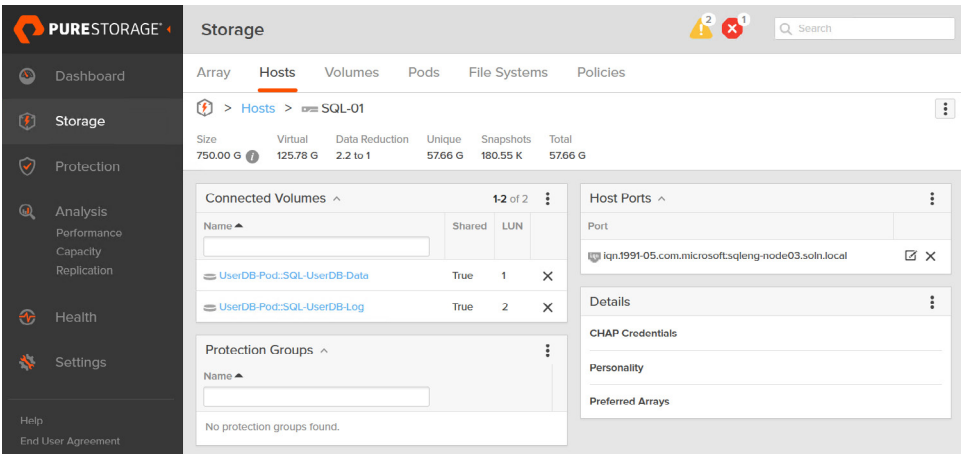 PURESTORAGE®
Dashboard
Storage
Protection
Analysis
Performance
Capacity
Replication
Health
Settings
Help
End User Agreement
Storage
2
1
Search
Array Hosts Volumes Pods File Systems Policies
> Hosts > SQL-01
Size Virtual Data Reduction Unique Snapshots Total
750.00 G 125.78 G 2.2 to 1 57.66 G 180.55 K 57.66 G
Connected Volumes
1-2 of 2
Name Shared LUN
UserDB-Pod::SQL-UserDB-Data True 1
UserDB-Pod::SQL-UserDB-Log True 2
Protection Groups
Name
No protection groups found.
Host Ports
Port
iqn.1991-05.com.microsoft:sqleng-node03.soln.local
Details
CHAP Credentials
Personality
Preferred Arrays